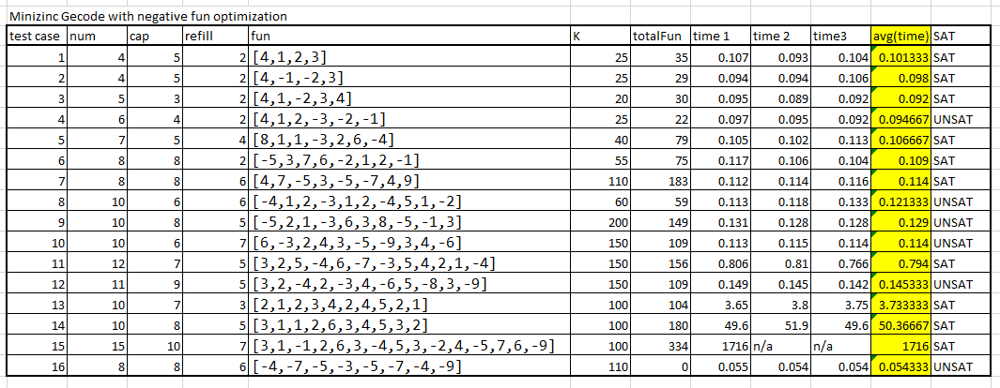 Minizinc Gecode with negative fun optimization
test case num cap refill fun K totalFun time 1 time 2 time3 avg(time) SAT
1 4 5 2 [4,1,2,3] 25 35 0.107 0.093 0.104 0.101333 SAT
2 4 5 2 [4,-1,-2,3] 25 29 0.094 0.094 0.106 0.098 SAT
3 5 3 2 [4,1,-2,3,4] 20 30 0.095 0.089 0.092 0.092 SAT
4 6 4 2 [4,1,2,-3,-2,-1] 25 22 0.097 0.095 0.092 0.094667 UNSAT
5 7 5 4 [8,1,1,-3,2,6,-4] 40 79 0.105 0.102 0.113 0.106667 SAT
6 8 8 2 [-5,3,7,6,-2,1,2,-1] 55 75 0.117 0.106 0.104 0.109 SAT
7 8 8 6 [4,7,-5,3,-5,-7,4,9] 110 183 0.112 0.114 0.116 0.114 SAT
8 10 6 6 [-4,1,2,-3,1,2,-4,5,1,-2] 60 59 0.113 0.118 0.133 0.121333 UNSAT
9 10 8 5 [-5,2,1,-3,6,3,8,-5,-1,3] 200 149 0.131 0.128 0.128 0.129 UNSAT
10 10 6 7 [6,-3,2,4,3,-5,-9,3,4,-6] 150 109 0.113 0.115 0.114 0.114 UNSAT
11 12 7 5 [3,2,5,-4,6,-7,-3,5,4,2,1,-4] 150 156 0.806 0.81 0.766 0.794 SAT
12 11 9 5 [3,2,-4,2,-3,4,-6,5,-8,3,-9] 150 109 0.149 0.145 0.142 0.145333 UNSAT
13 10 7 3 [2,1,2,3,4,2,4,5,2,1] 100 104 3.65 3.8 3.75 3.733333 SAT
14 10 8 5 [3,1,1,2,6,3,4,5,3,2] 100 180 49.6 51.9 49.6 50.36667 SAT
15 15 10 7 [3,1,-1,2,6,3,-4,5,3,-2,4,-5,7,6,-9] 100 334 1716 n/a n/a 1716 SAT
16 8 8 6 [-4,-7,-5,-3,-5,-7,-4,-9] 110 0 0.055 0.054 0.054 0.054333 UNSAT